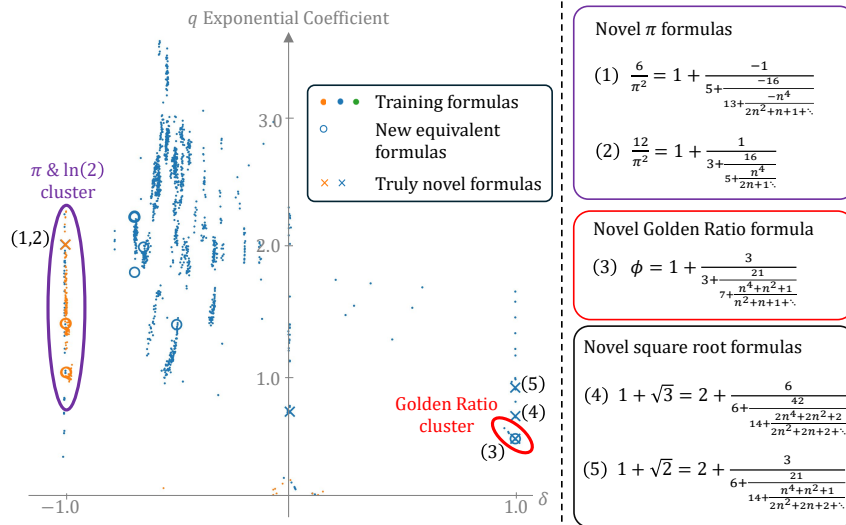 q Exponential Coefficient
3.0
2.0
1.0
−1.0
1.0
δ
Training formulas
New equivalent
formulas
Truly novel formulas
π & ln(2)
cluster
(1,2)
Golden Ratio
cluster
(5)
(4)
(3)
Novel π formulas
(1) 6/π² = 1 + −1/(5+ −16/(13+ −n⁴/(2n²+n+1+⋱)))
(2) 12/π² = 1 + 1/(3+ 16/(5+ n⁴/(2n+1⋱)))
Novel Golden Ratio formula
(3) ϕ = 1 + 3/(3+ 21/(7+ n⁴+n²+1/(n²+n+1+⋱)))
Novel square root formulas
(4) 1 + √3 = 2 + 6/(6+ 42/(14+ 2n⁴+2n²+2/(2n²+2n+2+⋱)))
(5) 1 + √2 = 2 + 3/(6+ 21/(14+ n⁴+n²+1/(2n²+2n+2+⋱)))